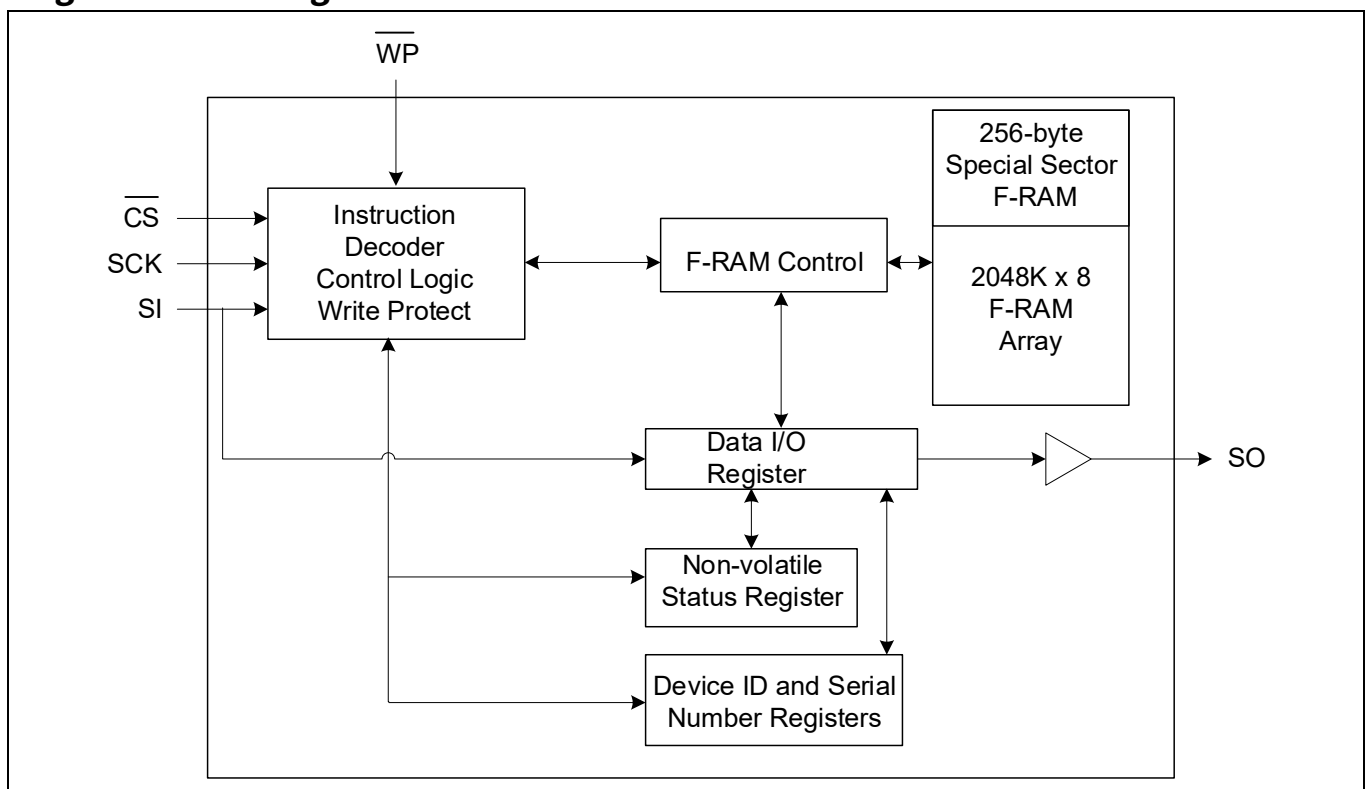 WP
256-byte
Special Sector
F-RAM
CS
SCK
SI
Instruction
Decoder
Control Logic
Write Protect
F-RAM Control
2048K x 8
F-RAM
Array
Data I/O
Register
SO
Non-volatile
Status Register
Device ID and Serial
Number Registers